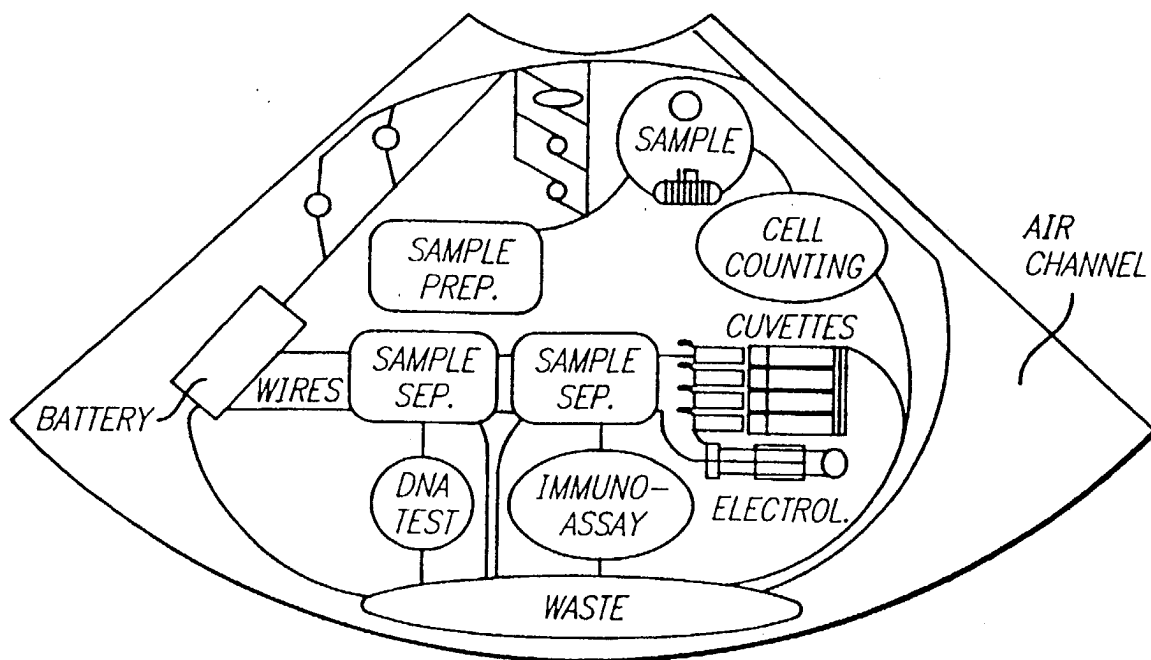 SAMPLE
CELL
COUNTING
AIR
CHANNEL
SAMPLE
PREP.
CUVETTES
SAMPLE
SEP.
SAMPLE
SEP.
WIRES
BATTERY
DNA
TEST
IMMUNO-
ASSAY
ELECTROL.
WASTE